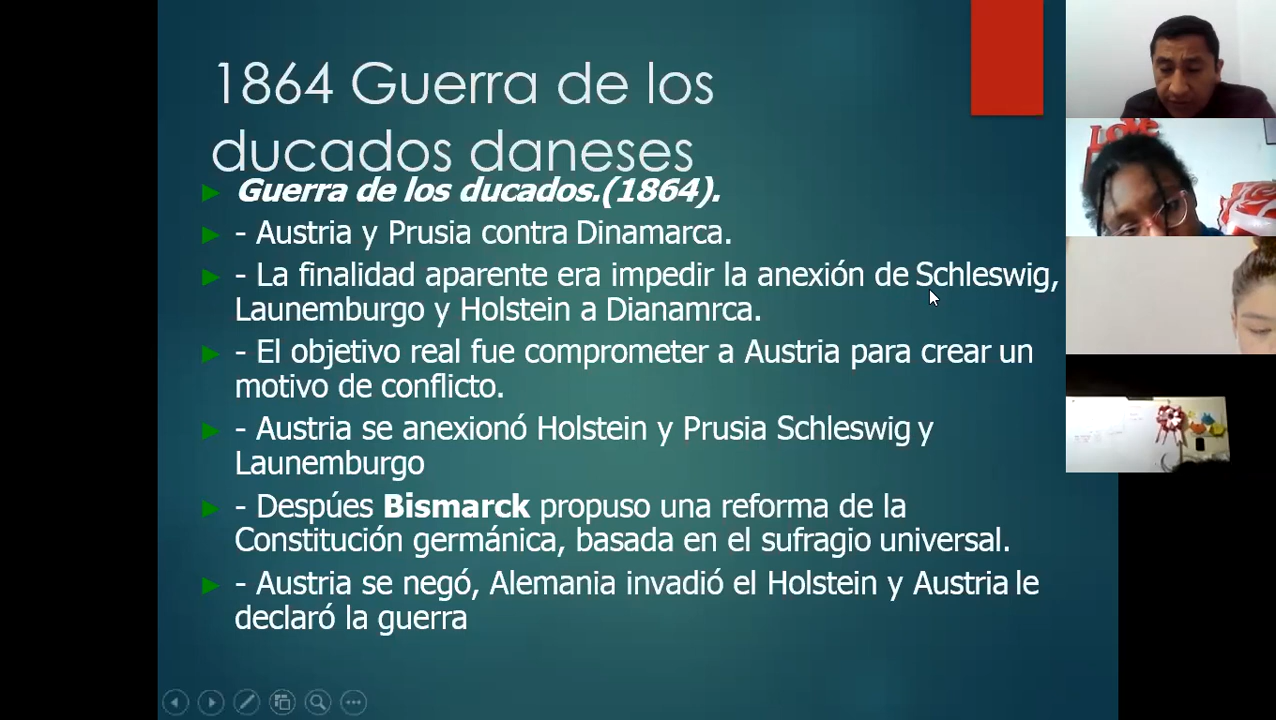 1864 Guerra de los
ducados daneses
Guerra de los ducados.(1864).
- Austria y Prusia contra Dinamarca.
- La finalidad aparente era impedir la anexión de Schleswig,
Launemburgo y Holstein a Dianamrca.
- El objetivo real fue comprometer a Austria para crear un
motivo de conflicto.
- Austria se anexionó Holstein y Prusia Schleswig y
Launemburgo
- Despúes Bismarck propuso una reforma de la
Constitución germánica, basada en el sufragio universal.
- Austria se negó, Alemania invadió el Holstein y Austria le
declaró la guerra
LOVE